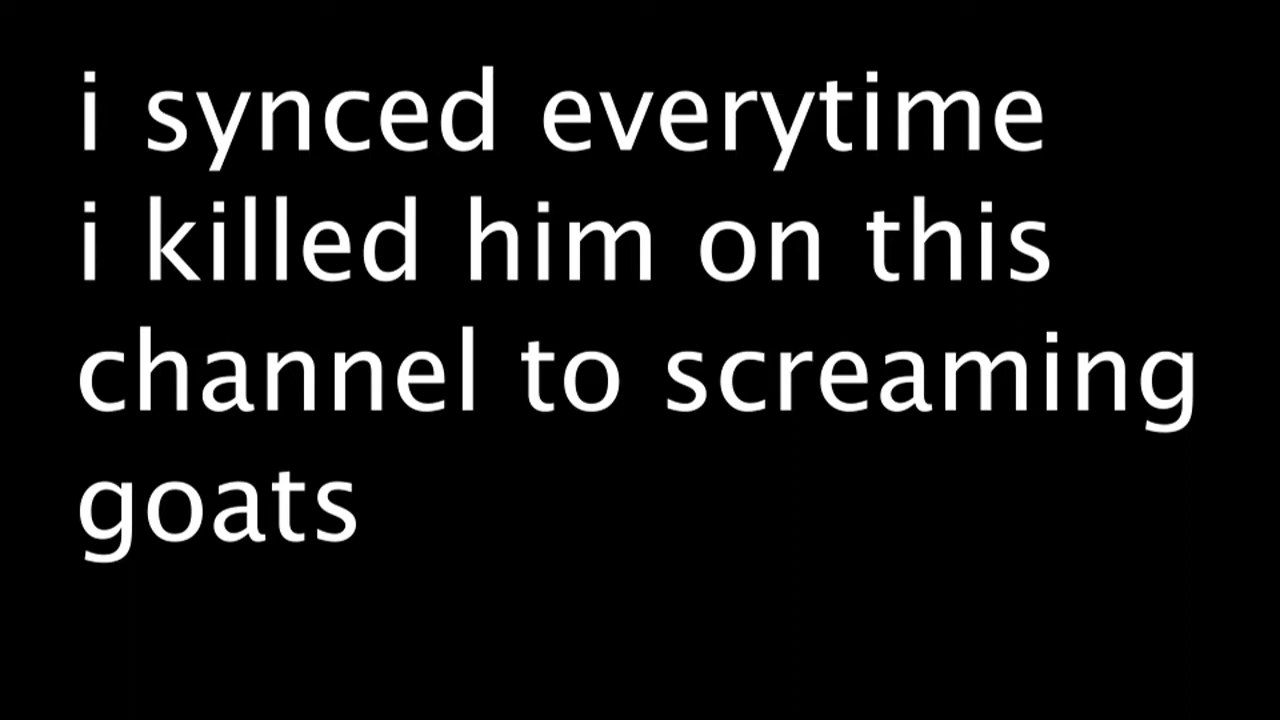 i synced everytime
i killed him on this
channel to screaming
goats